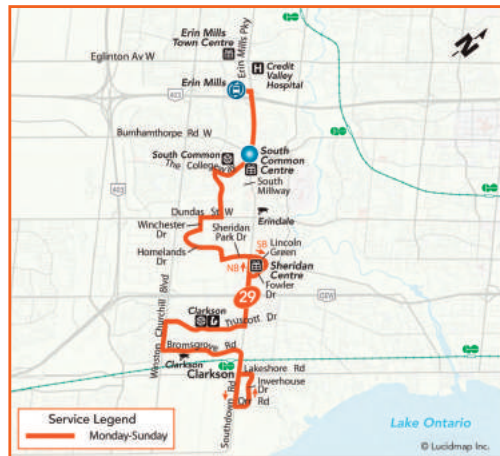 Erin Mills
Town Centre
Erin Mills Pky
N
Eglinton Av W
H
Credit
Valley
Hospital
Erin Mills
403
Burnhamthorpe Rd W
South Common
The College
South
Common
Centre
South
Millway
403
Dundas St W
Erindale
Winchester
Dr
Sheridan
Park Dr
SB
Lincoln
Green
Homelands
Dr
NB
Sheridan
Centre
Fowler
Dr
29
QEW
Winston Churchill Blvd
Clarkson
Truscott Dr
Bromsgrove Rd
Clarkson
Clarkson
Lakeshore Rd
Inverhouse
Dr
Orr Rd
Southdown Rd
Service Legend
Monday-Sunday
Lake Ontario
© Lucidmap Inc.